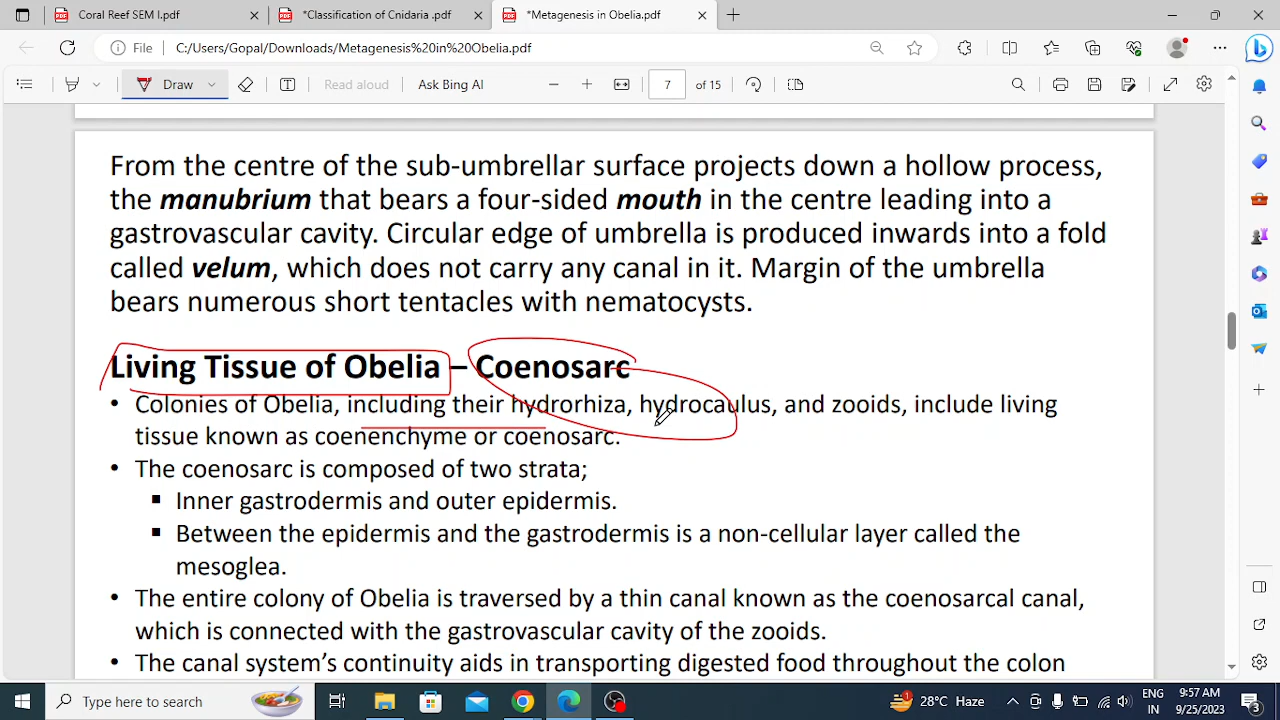 Coral Reef SEM I.pdf
*Classification of Cnidaria .pdf
*Metagenesis in Obelia.pdf
File
C:/Users/Gopal/Downloads/Metagenesis%20in%20Obelia.pdf
Draw
Read aloud
Ask Bing AI
7 of 15
From the centre of the sub-umbrellar surface projects down a hollow process,
the manubrium that bears a four-sided mouth in the centre leading into a
gastrovascular cavity. Circular edge of umbrella is produced inwards into a fold
called velum, which does not carry any canal in it. Margin of the umbrella
bears numerous short tentacles with nematocysts.
Living Tissue of Obelia – Coenosarc
• Colonies of Obelia, including their hydrorhiza, hydrocaulus, and zooids, include living
tissue known as coenenchyme or coenosarc.
• The coenosarc is composed of two strata;
▪ Inner gastrodermis and outer epidermis.
▪ Between the epidermis and the gastrodermis is a non-cellular layer called the
mesoglea.
• The entire colony of Obelia is traversed by a thin canal known as the coenosarcal canal,
which is connected with the gastrovascular cavity of the zooids.
• The canal system's continuity aids in transporting digested food throughout the colon
Type here to search
28°C Haze
ENG
IN
9:57 AM
9/25/2023
1
3